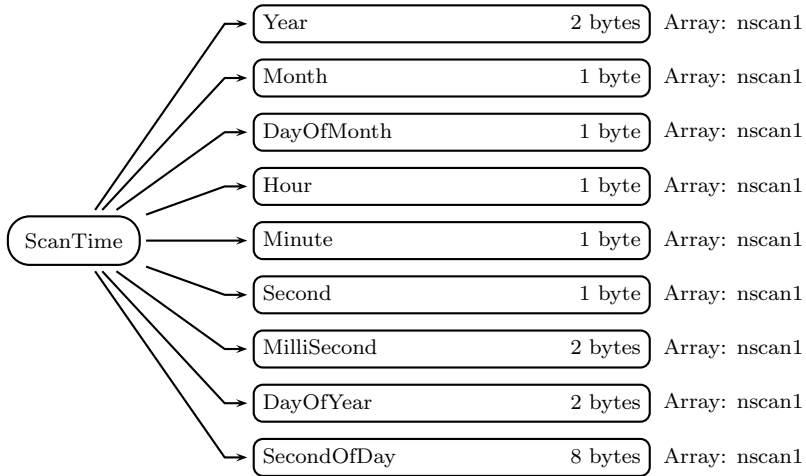 Year 2 bytes Array: nscan1
Month 1 byte Array: nscan1
DayOfMonth 1 byte Array: nscan1
Hour 1 byte Array: nscan1
ScanTime
Minute 1 byte Array: nscan1
Second 1 byte Array: nscan1
MilliSecond 2 bytes Array: nscan1
DayOfYear 2 bytes Array: nscan1
SecondOfDay 8 bytes Array: nscan1